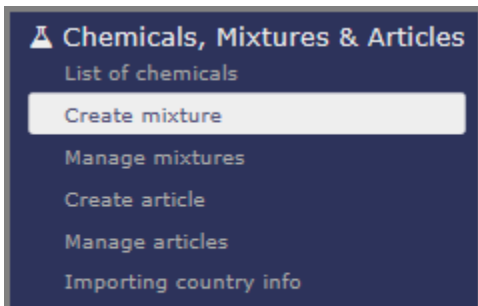 Chemicals, Mixtures & Articles
List of chemicals
Create mixture
Manage mixtures
Create article
Manage articles
Importing country info